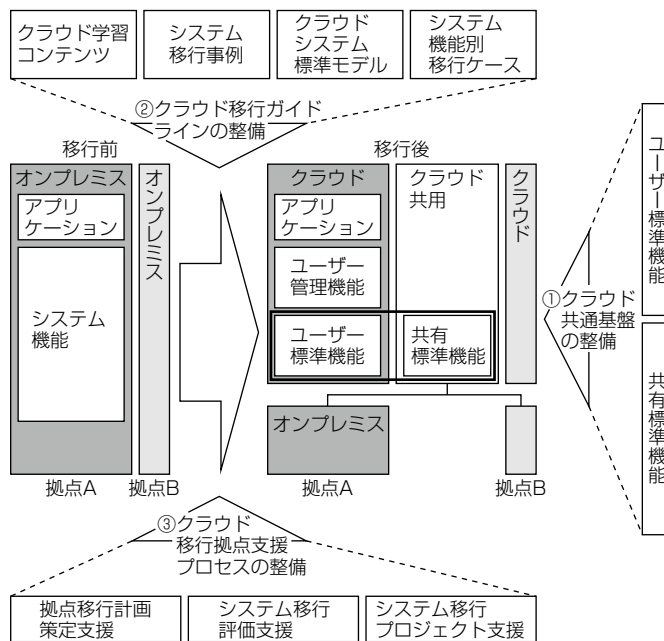 クラウド学習
コンテンツ
システム
移行事例
クラウド
システム
標準モデル
システム
機能別
移行ケース
②クラウド移行ガイド
ラインの整備
移行前
移行後
オンプレミス
アプリ
ケーション
システム
機能
オンプレミス
クラウド
アプリ
ケーション
ユーザー
管理機能
ユーザー
標準機能
クラウド
共用
共有
標準機能
クラウド
①クラウド
共通基盤
の整備
ユーザー標準機能
共有標準機能
オンプレミス
拠点A
拠点B
拠点A
拠点B
③クラウド
移行拠点支援
プロセスの整備
拠点移行計画
策定支援
システム移行
評価支援
システム移行
プロジェクト支援